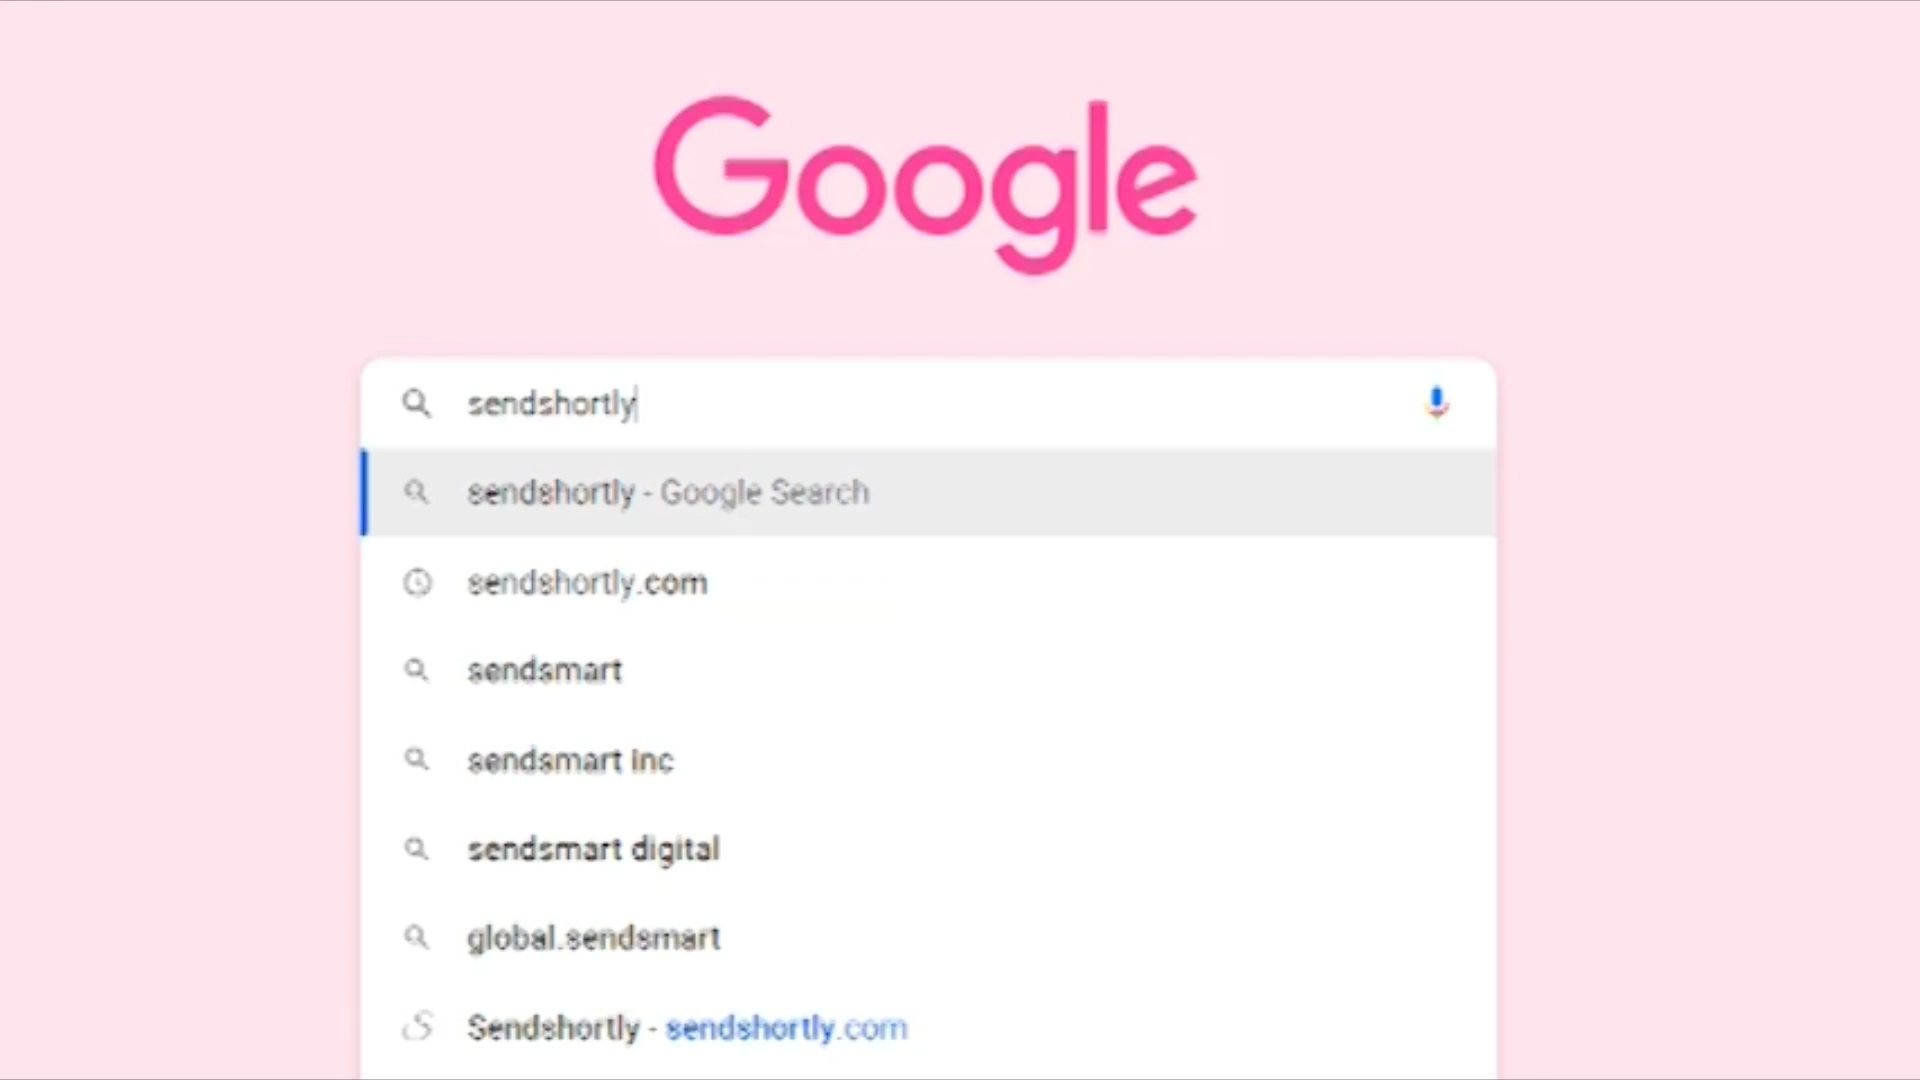 Google
sendshortly
sendshortly - Google Search
sendshortly.com
sendsmart
sendsmart inc
sendsmart digital
global.sendsmart
Sendshortly - sendshortly.com